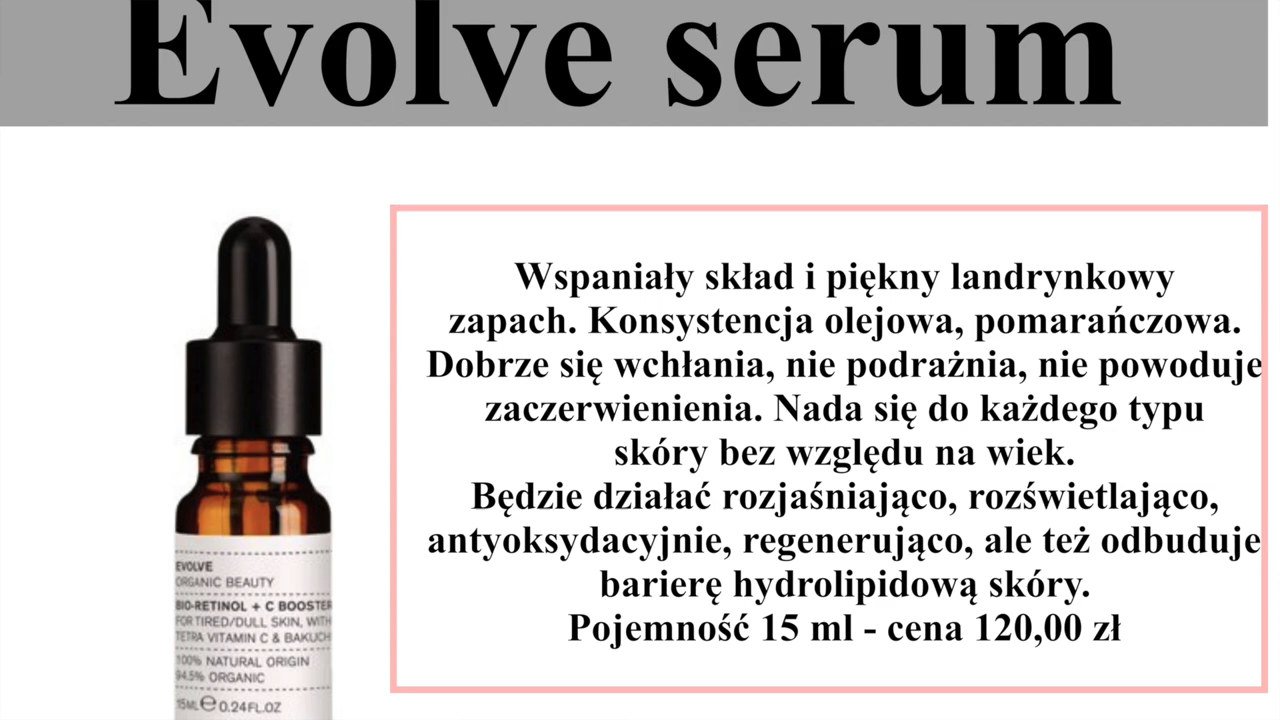 Evolve serum
Wspaniały skład i piękny landrynkowy
zapach. Konsystencja olejowa, pomarańczowa.
Dobrze się wchłania, nie podrażnia, nie powoduje
zaczerwienienia. Nada się do każdego typu
skóry bez względu na wiek.
Będzie działać rozjaśniająco, rozświetlająco,
antyoksydacyjnie, regenerująco, ale też odbuduje
barierę hydrolipidową skóry.
Pojemność 15 ml - cena 120,00 zł
EVOLVE
ORGANIC BEAUTY
BIO-RETINOL + C BOOSTER
FOR TIRED/DULL SKIN, WITH
TETRA VITAMIN C & BAKUCHI
100% NATURAL ORIGIN
94.5% ORGANIC
15ML℮0.24FL.OZ